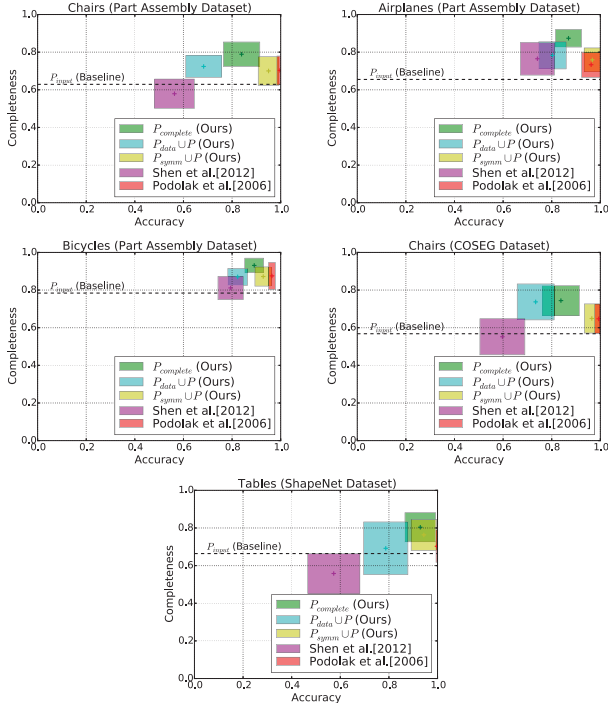 Chairs (Part Assembly Dataset)
1.0
0.8
0.6
0.4
0.2
0.0
Completeness
P_input (Baseline)
P_complete (Ours)
P_data ∪ P (Ours)
P_symm ∪ P (Ours)
Shen et al.[2012]
Podolak et al.[2006]
0.0 0.2 0.4 0.6 0.8 1.0
Accuracy
Airplanes (Part Assembly Dataset)
1.0
0.8
0.6
0.4
0.2
0.0
Completeness
P_input (Baseline)
P_complete (Ours)
P_data ∪ P (Ours)
P_symm ∪ P (Ours)
Shen et al.[2012]
Podolak et al.[2006]
0.0 0.2 0.4 0.6 0.8 1.0
Accuracy
Bicycles (Part Assembly Dataset)
1.0
0.8
0.6
0.4
0.2
0.0
Completeness
P_input (Baseline)
P_complete (Ours)
P_data ∪ P (Ours)
P_symm ∪ P (Ours)
Shen et al.[2012]
Podolak et al.[2006]
0.0 0.2 0.4 0.6 0.8 1.0
Accuracy
Chairs (COSEG Dataset)
1.0
0.8
0.6
0.4
0.2
0.0
Completeness
P_input (Baseline)
P_complete (Ours)
P_data ∪ P (Ours)
P_symm ∪ P (Ours)
Shen et al.[2012]
Podolak et al.[2006]
0.0 0.2 0.4 0.6 0.8 1.0
Accuracy
Tables (ShapeNet Dataset)
1.0
0.8
0.6
0.4
0.2
0.0
Completeness
P_input (Baseline)
P_complete (Ours)
P_data ∪ P (Ours)
P_symm ∪ P (Ours)
Shen et al.[2012]
Podolak et al.[2006]
0.0 0.2 0.4 0.6 0.8 1.0
Accuracy